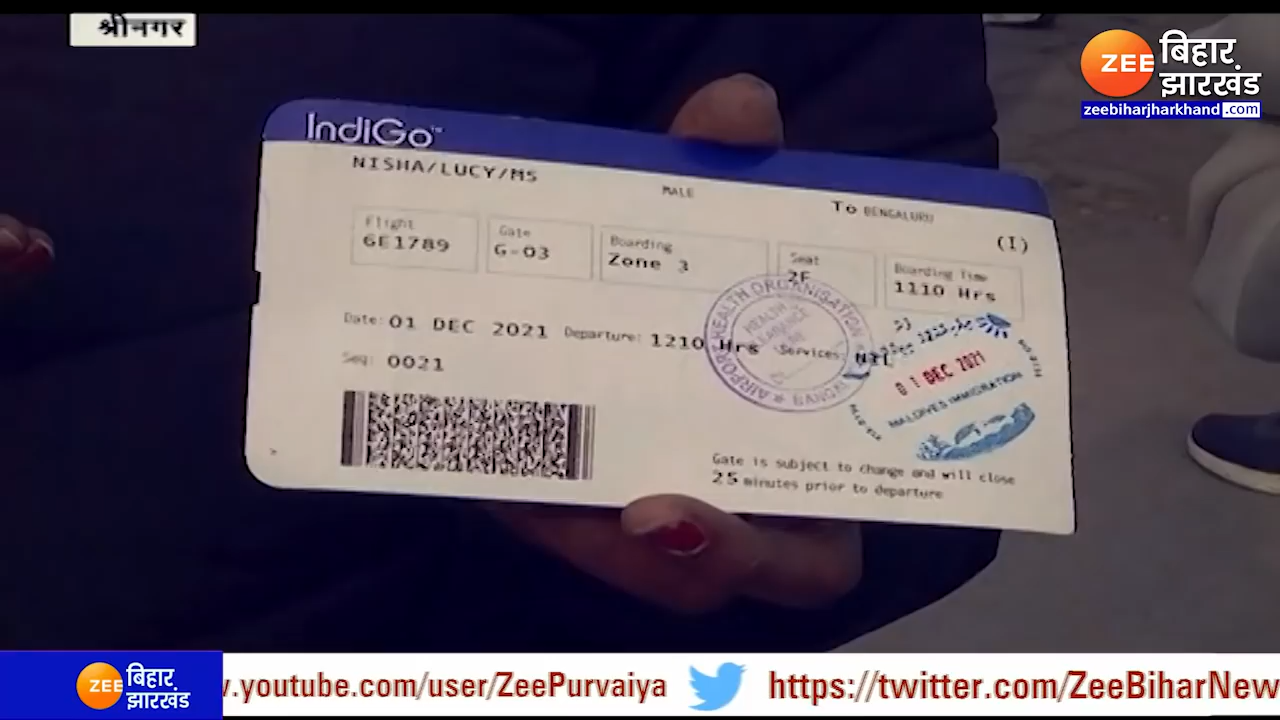 श्रीनगर
ZEE बिहार झारखंड
zeebiharjharkhand.com
IndiGo
NISHA/LUCY/MS
MALE
To BENGALURU
(I)
Flight
6E1789
Gate
G-03
Boarding
Zone 3
Seat
2F
Boarding Time
1110 Hrs
Date: 01 DEC 2021 Departure: 1210 Hrs Services: NIL
Seq: 0021
AIRPORT HEALTH ORGANISATION
HEALTH
01 DEC 2021
MALDIVES IMMIGRATION
Gate is subject to change and will close
25 minutes prior to departure
ZEE बिहार झारखंड
.youtube.com/user/ZeePurvaiya
https://twitter.com/ZeeBiharNew